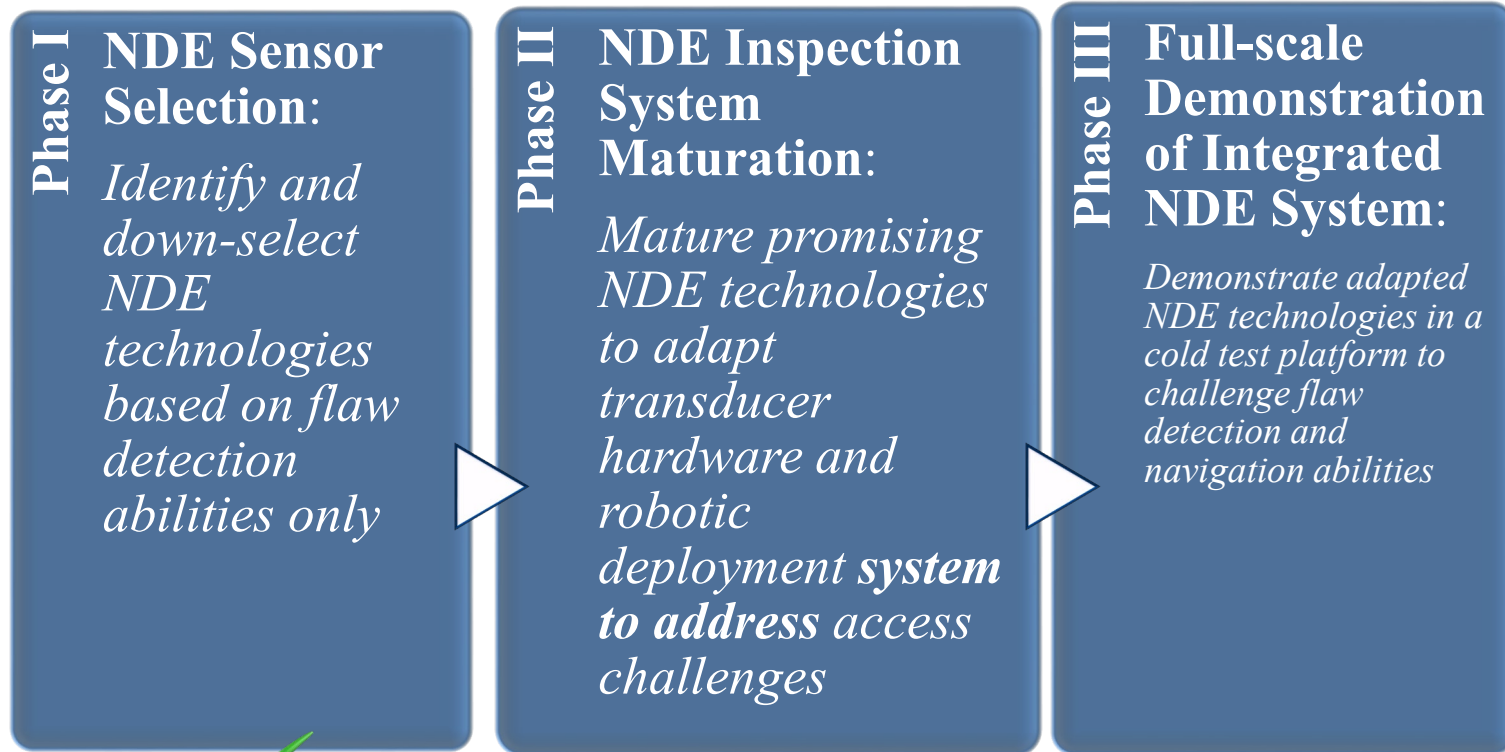 Phase I
NDE Sensor
Selection:
Identify and
down-select
NDE
technologies
based on flaw
detection
abilities only
Phase II
NDE Inspection
System
Maturation:
Mature promising
NDE technologies
to adapt
transducer
hardware and
robotic
deployment system
to address access
challenges
Phase III
Full-scale
Demonstration
of Integrated
NDE System:
Demonstrate adapted
NDE technologies in a
cold test platform to
challenge flaw
detection and
navigation abilities